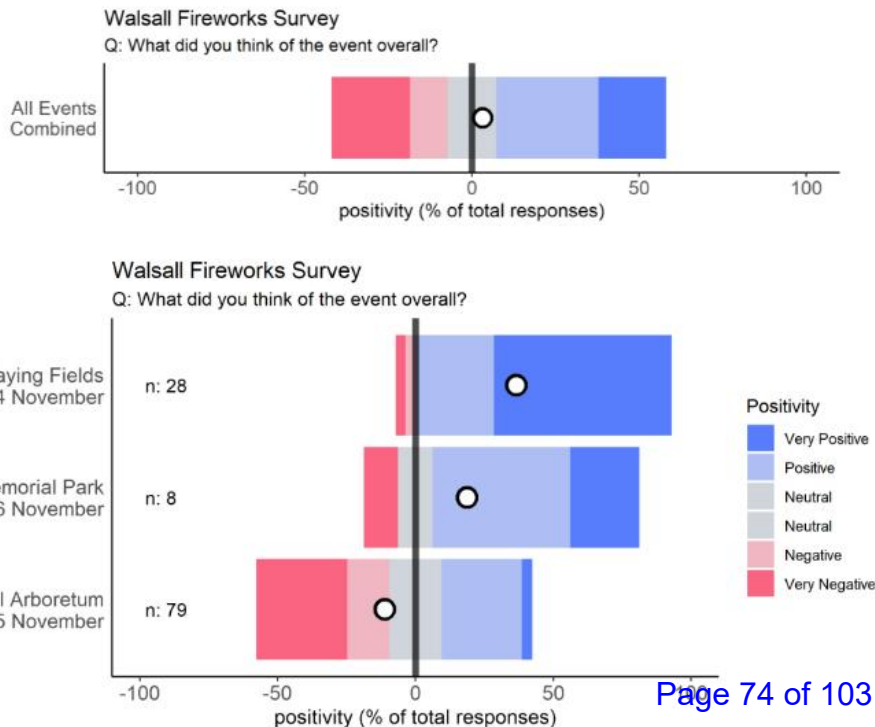 Walsall Fireworks Survey
Q: What did you think of the event overall?
All Events
Combined
-100 -50 0 50 100
positivity (% of total responses)
Walsall Fireworks Survey
Q: What did you think of the event overall?
aying Fields
4 November
n: 28
emorial Park
6 November
n: 8
l Arboretum
5 November
n: 79
Positivity
Very Positive
Positive
Neutral
Neutral
Negative
Very Negative
-100 -50 0 50
positivity (% of total responses)
Page 74 of 103